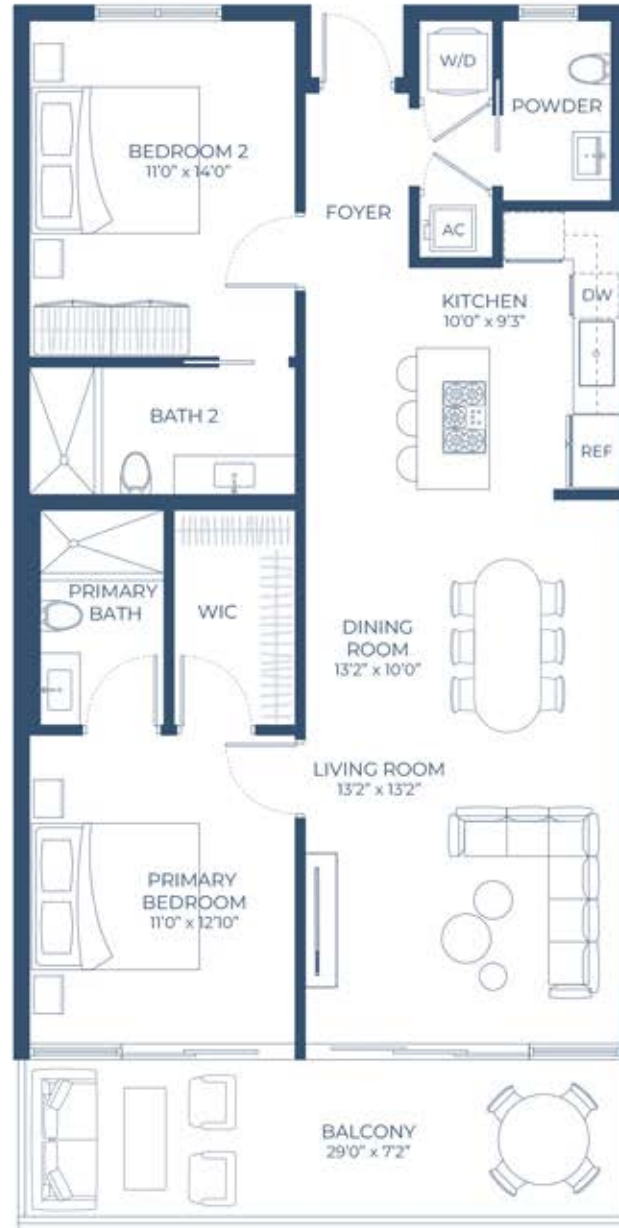 W/D
POWDER
BEDROOM 2
11'0" x 14'0"
FOYER
AC
KITCHEN
10'0" x 9'3"
DW
REF
BATH 2
PRIMARY
BATH
WIC
DINING
ROOM
13'2" x 10'0"
LIVING ROOM
13'2" x 13'2"
PRIMARY
BEDROOM
11'0" x 12'10"
BALCONY
29'0" x 7'2"